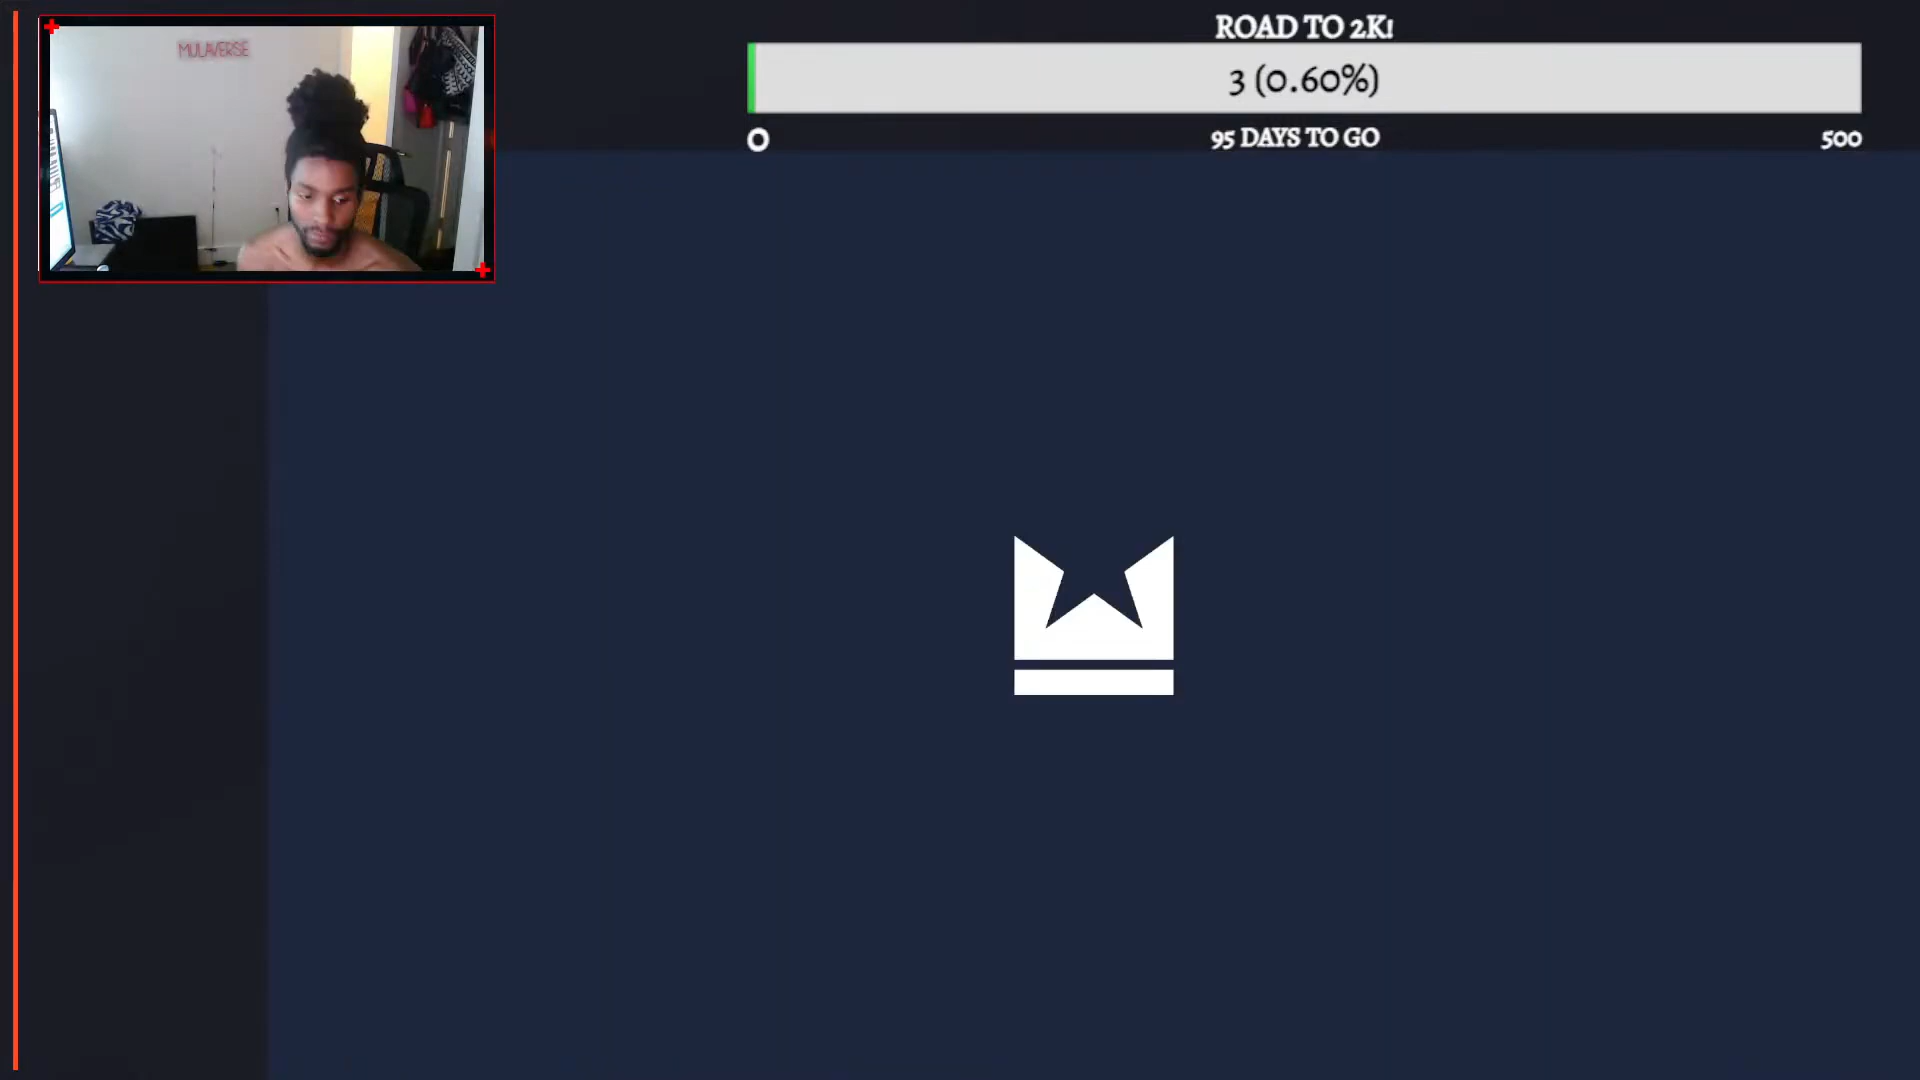 MULAVERSE
ROAD TO 2K!
3 (0.60%)
0
95 DAYS TO GO
500